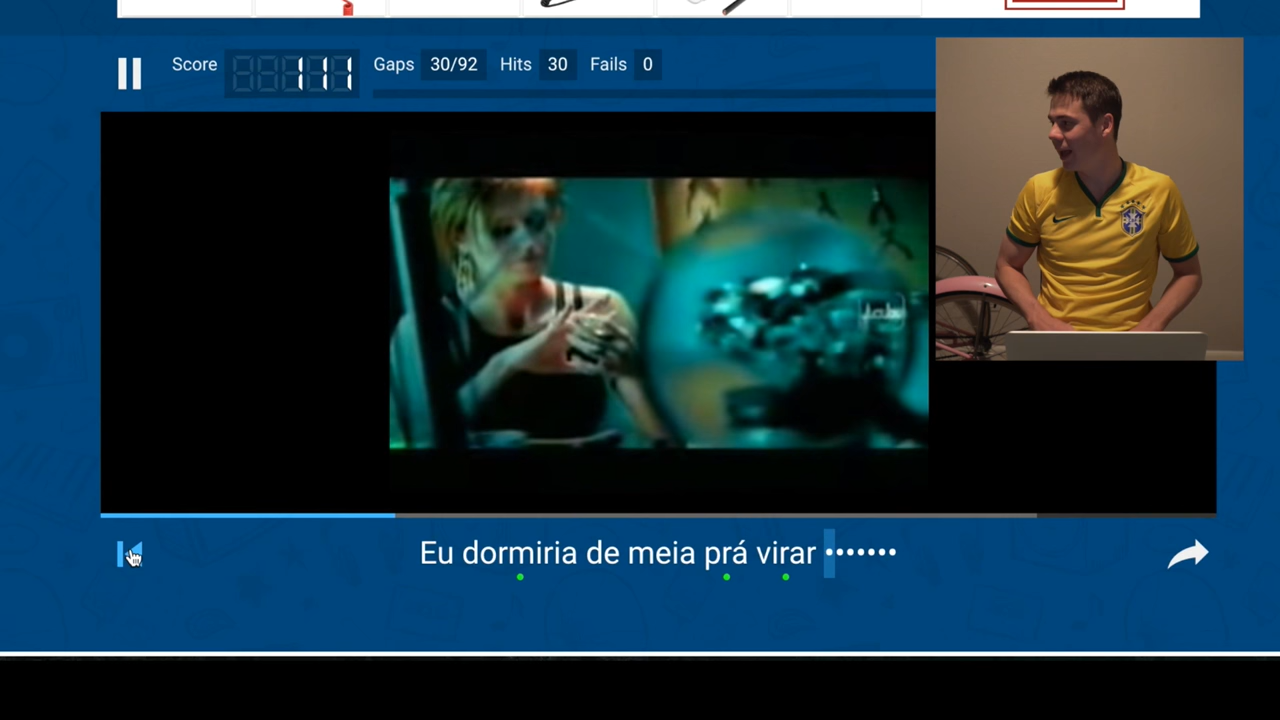 Score 111 Gaps 30/92 Hits 30 Fails 0
Eu dormiria de meia prá virar •••••••